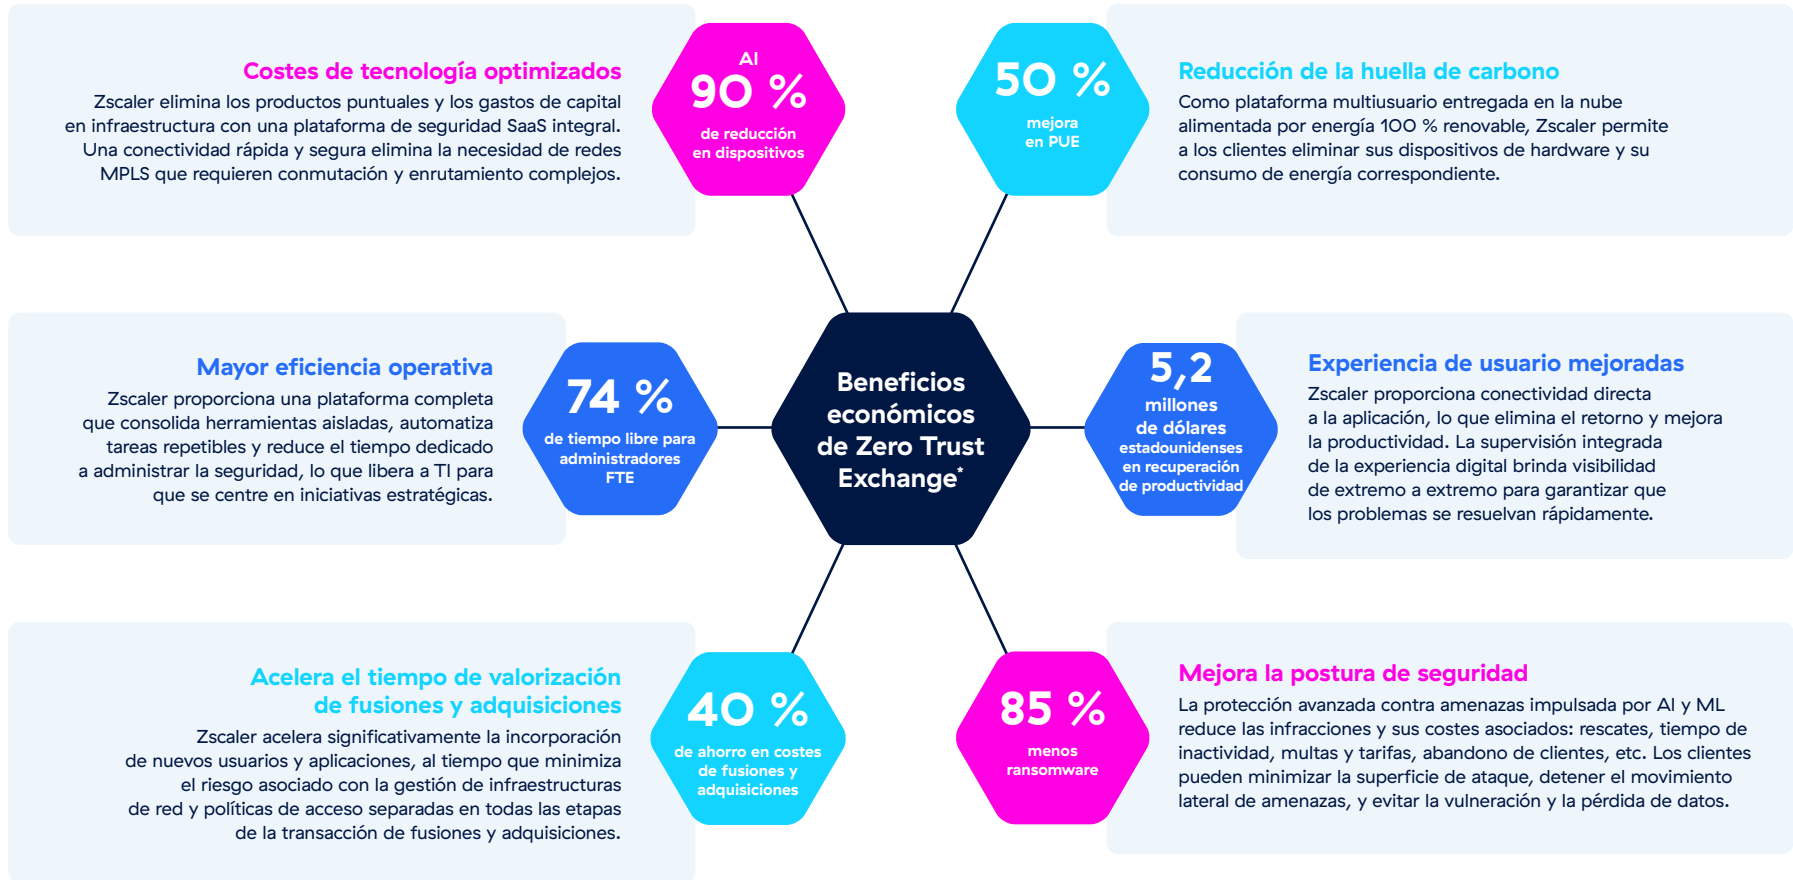 Costes de tecnología optimizados
Zscaler elimina los productos puntuales y los gastos de capital
en infraestructura con una plataforma de seguridad SaaS integral.
Una conectividad rápida y segura elimina la necesidad de redes
MPLS que requieren conmutación y enrutamiento complejos.
AI
90 %
de reducción
en dispositivos
50 %
mejora
en PUE
Reducción de la huella de carbono
Como plataforma multiusuario entregada en la nube
alimentada por energía 100 % renovable, Zscaler permite
a los clientes eliminar sus dispositivos de hardware y su
consumo de energía correspondiente.
Mayor eficiencia operativa
Zscaler proporciona una plataforma completa
que consolida herramientas aisladas, automatiza
tareas repetibles y reduce el tiempo dedicado
a administrar la seguridad, lo que libera a TI para
que se centre en iniciativas estratégicas.
74 %
de tiempo libre para
administradores
FTE
Beneficios
económicos
de Zero Trust
Exchange*
5,2
millones
de dólares
estadounidenses
en recuperación
de productividad
Experiencia de usuario mejoradas
Zscaler proporciona conectividad directa
a la aplicación, lo que elimina el retorno y mejora
la productividad. La supervisión integrada
de la experiencia digital brinda visibilidad
de extremo a extremo para garantizar que
los problemas se resuelvan rápidamente.
Acelera el tiempo de valorización
de fusiones y adquisiciones
Zscaler acelera significativamente la incorporación
de nuevos usuarios y aplicaciones, al tiempo que minimiza
el riesgo asociado con la gestión de infraestructuras
de red y políticas de acceso separadas en todas las etapas
de la transacción de fusiones y adquisiciones.
40 %
de ahorro en costes
de fusiones y
adquisiciones
85 %
menos
ransomware
Mejora la postura de seguridad
La protección avanzada contra amenazas impulsada por AI y ML
reduce las infracciones y sus costes asociados: rescates, tiempo de
inactividad, multas y tarifas, abandono de clientes, etc. Los clientes
pueden minimizar la superficie de ataque, detener el movimiento
lateral de amenazas, y evitar la vulneración y la pérdida de datos.